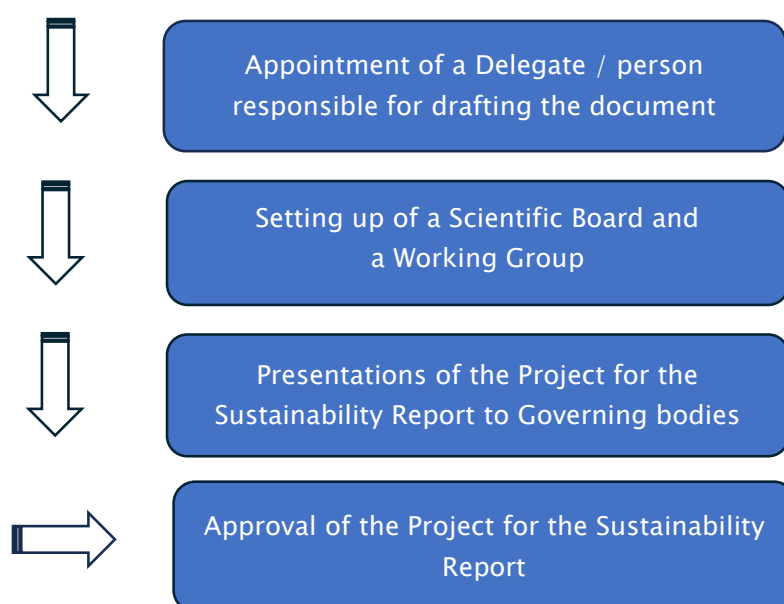 Appointment of a Delegate / person
responsible for drafting the document
Setting up of a Scientific Board and
a Working Group
Presentations of the Project for the
Sustainability Report to Governing bodies
Approval of the Project for the Sustainability
Report